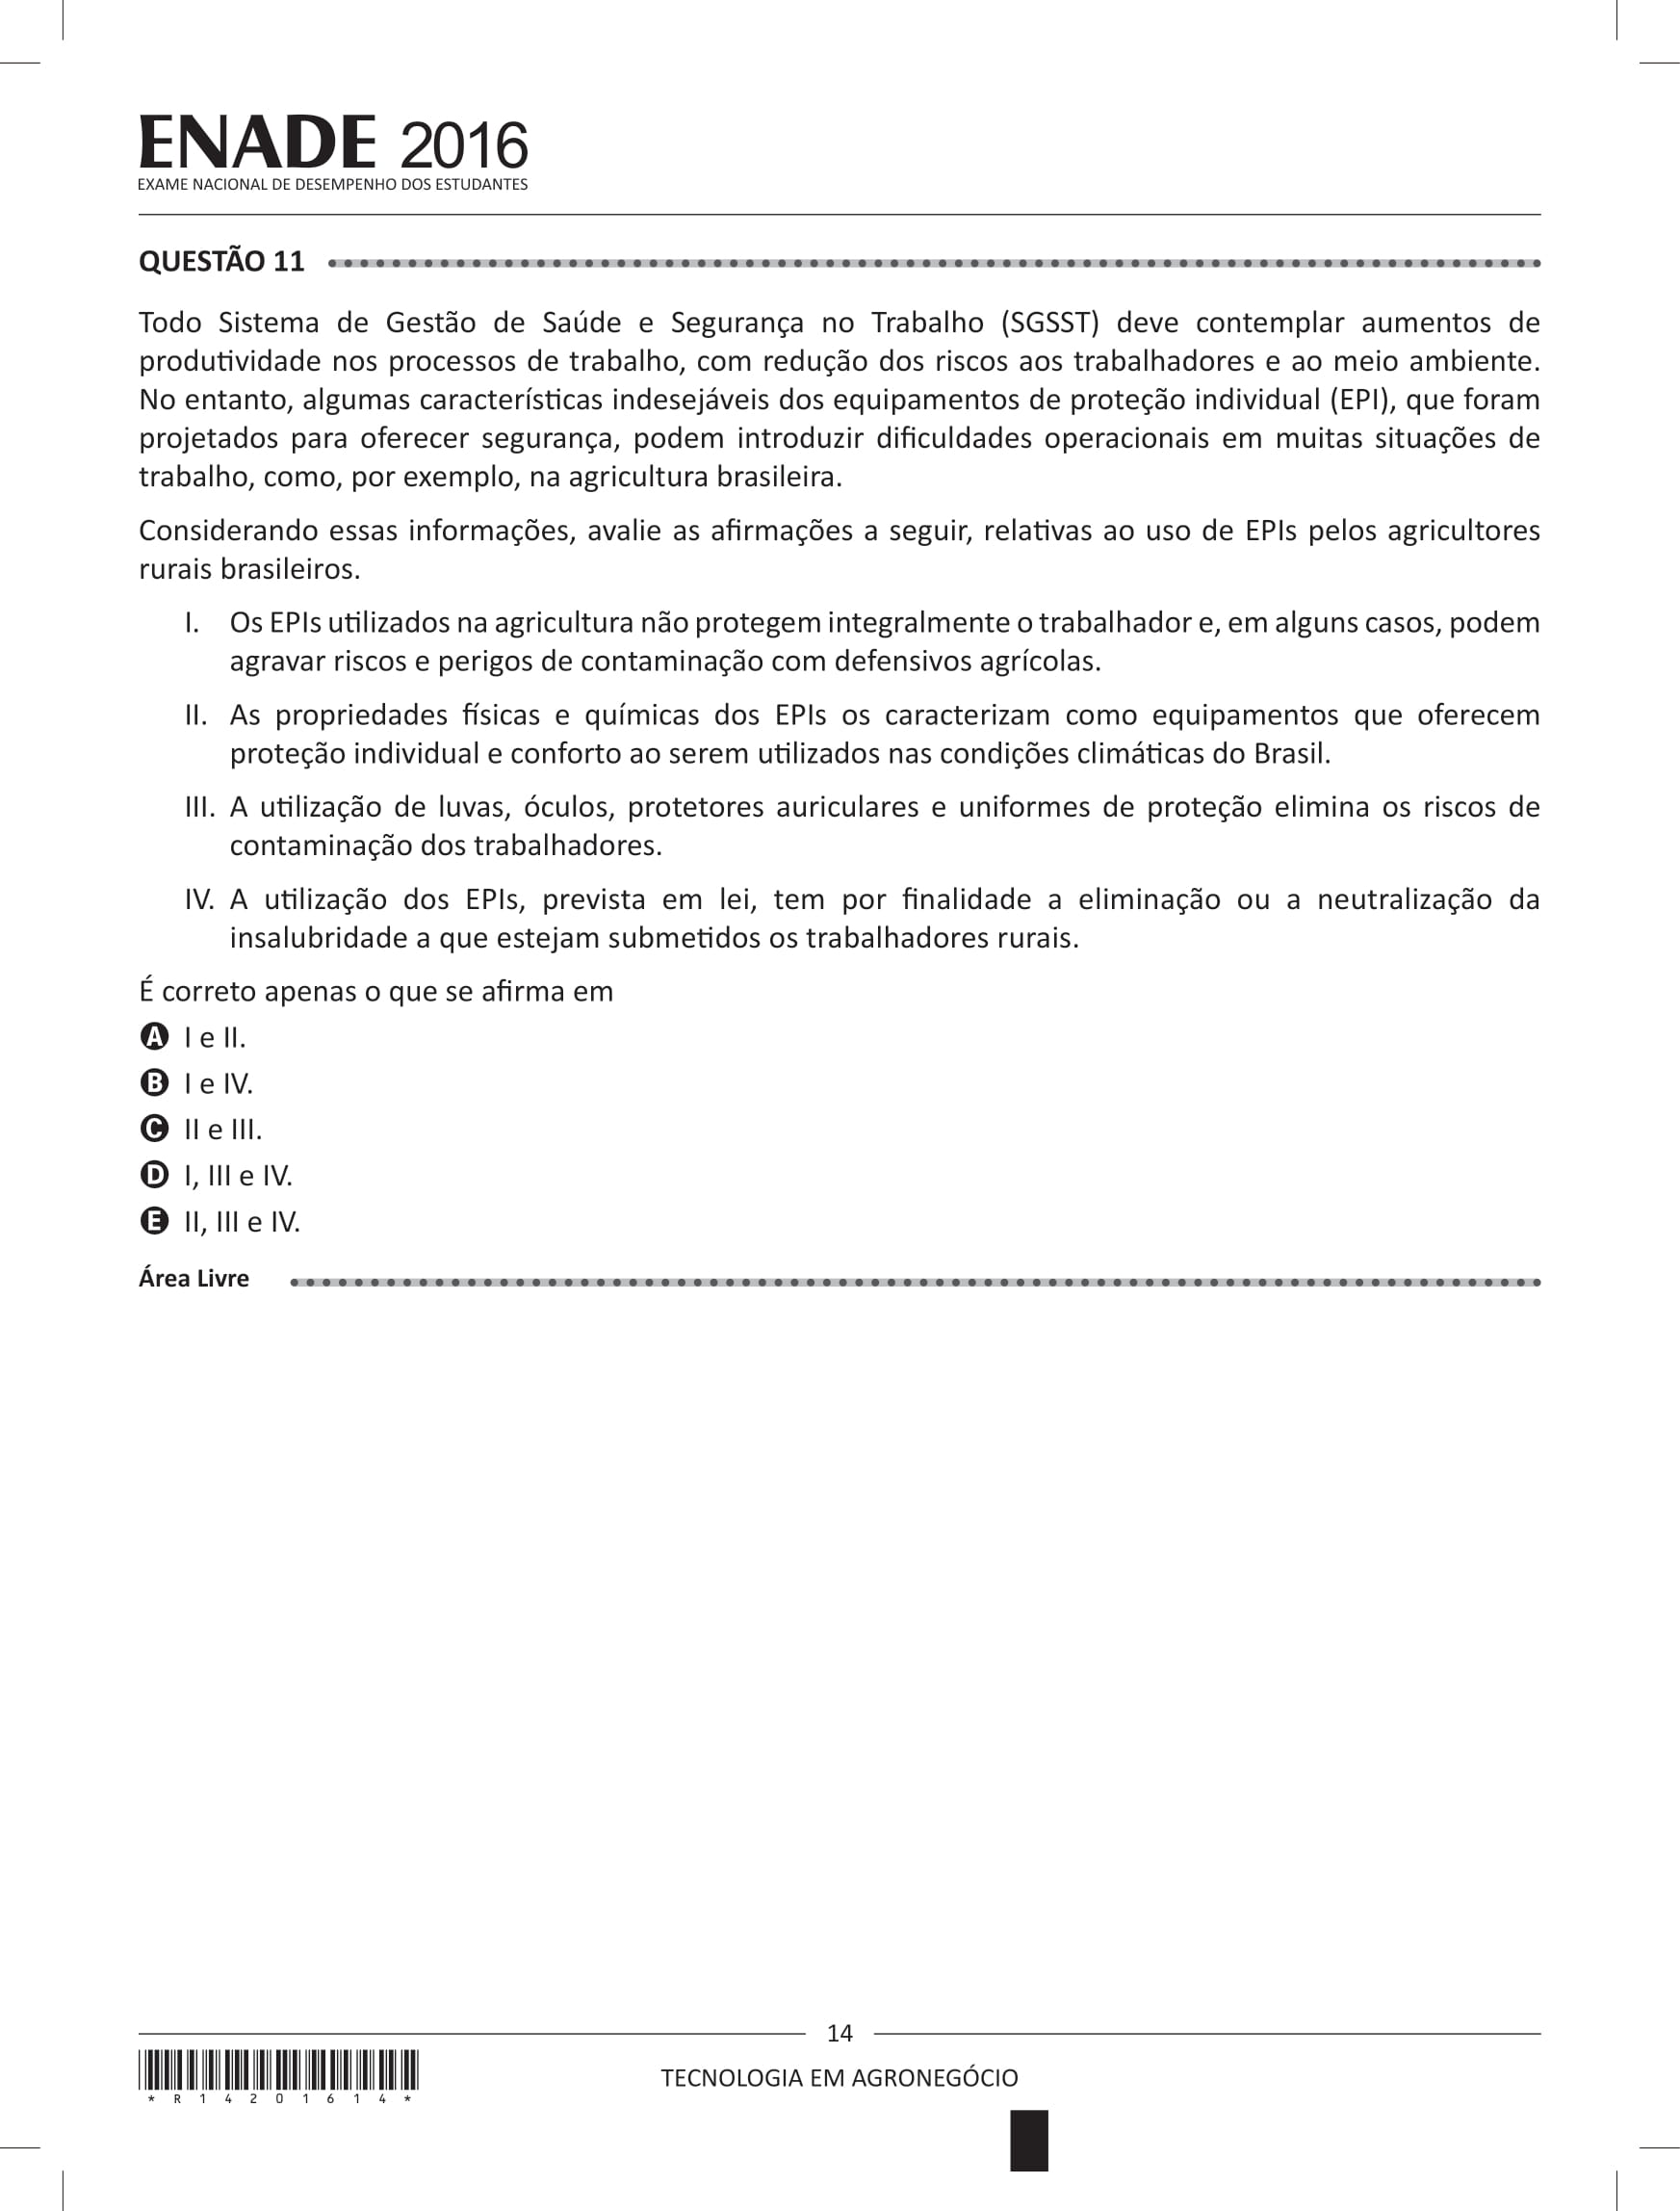 ENADE 2016
EXAME NACIONAL DE DESEMPENHO DOS ESTUDANTES
QUESTÃO 11
Todo Sistema de Gestão de Saúde e Segurança no Trabalho (SGSST) deve contemplar aumentos de
produtividade nos processos de trabalho, com redução dos riscos aos trabalhadores e ao meio ambiente.
No entanto, algumas características indesejáveis dos equipamentos de proteção individual (EPI), que foram
projetados para oferecer segurança, podem introduzir dificuldades operacionais em muitas situações de
trabalho, como, por exemplo, na agricultura brasileira.
Considerando essas informações, avalie as afirmações a seguir, relativas ao uso de EPIs pelos agricultores
rurais brasileiros.
I. Os EPIs utilizados na agricultura não protegem integralmente o trabalhador e, em alguns casos, podem
agravar riscos e perigos de contaminação com defensivos agrícolas.
II. As propriedades físicas e químicas dos EPIs os caracterizam como equipamentos que oferecem
proteção individual e conforto ao serem utilizados nas condições climáticas do Brasil.
III. A utilização de luvas, óculos, protetores auriculares e uniformes de proteção elimina os riscos de
contaminação dos trabalhadores.
IV. A utilização dos EPIs, prevista em lei, tem por finalidade a eliminação ou a neutralização da
insalubridade a que estejam submetidos os trabalhadores rurais.
É correto apenas o que se afirma em
A I e II.
B I e IV.
C II e III.
D I, III e IV.
E II, III e IV.
Área Livre
14
TECNOLOGIA EM AGRONEGÓCIO
* R 1 4 2 0 1 6 1 4 *